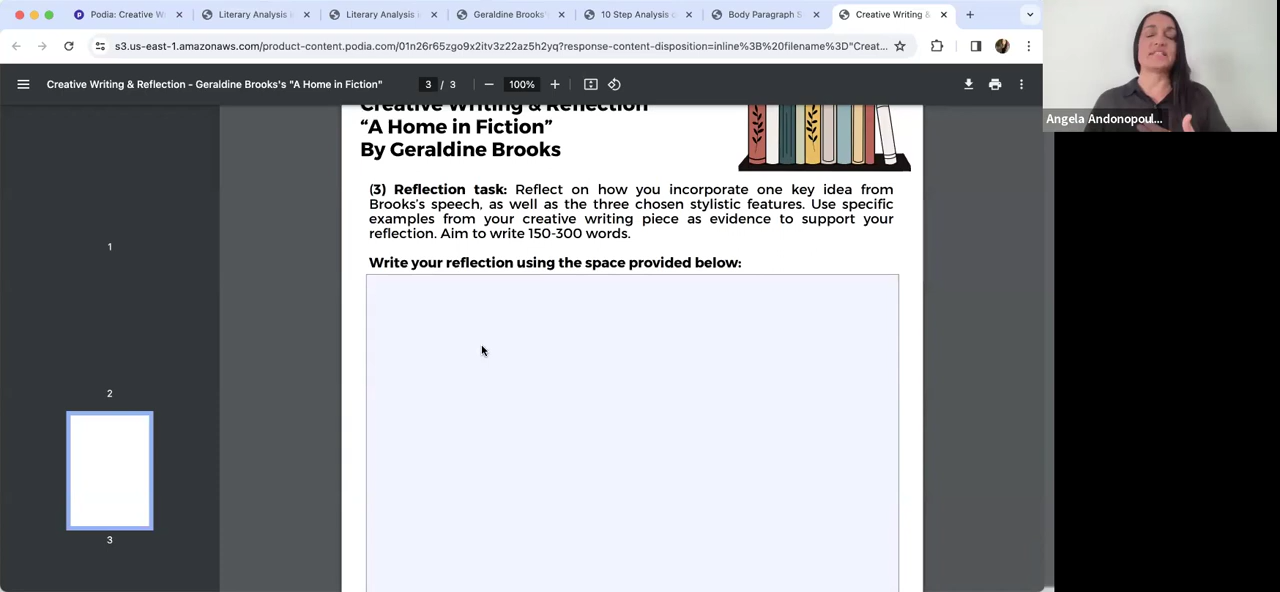 Podia: Creative W
Literary Analysis
Literary Analysis
Geraldine Brooks'
10 Step Analysis
Body Paragraph S
Creative Writing &
s3.us-east-1.amazonaws.com/product-content.podia.com/01n26r65zgo9x2itv3z22az5h2yq?response-content-disposition=inline%3B%20filename%3D"Creat...
Creative Writing & Reflection - Geraldine Brooks's "A Home in Fiction"
3 / 3
100%
Angela Andonopoul...
Creative Writing & Reflection
"A Home in Fiction"
By Geraldine Brooks
(3) Reflection task: Reflect on how you incorporate one key idea from
Brooks's speech, as well as the three chosen stylistic features. Use specific
examples from your creative writing piece as evidence to support your
reflection. Aim to write 150-300 words.
Write your reflection using the space provided below:
1
2
3